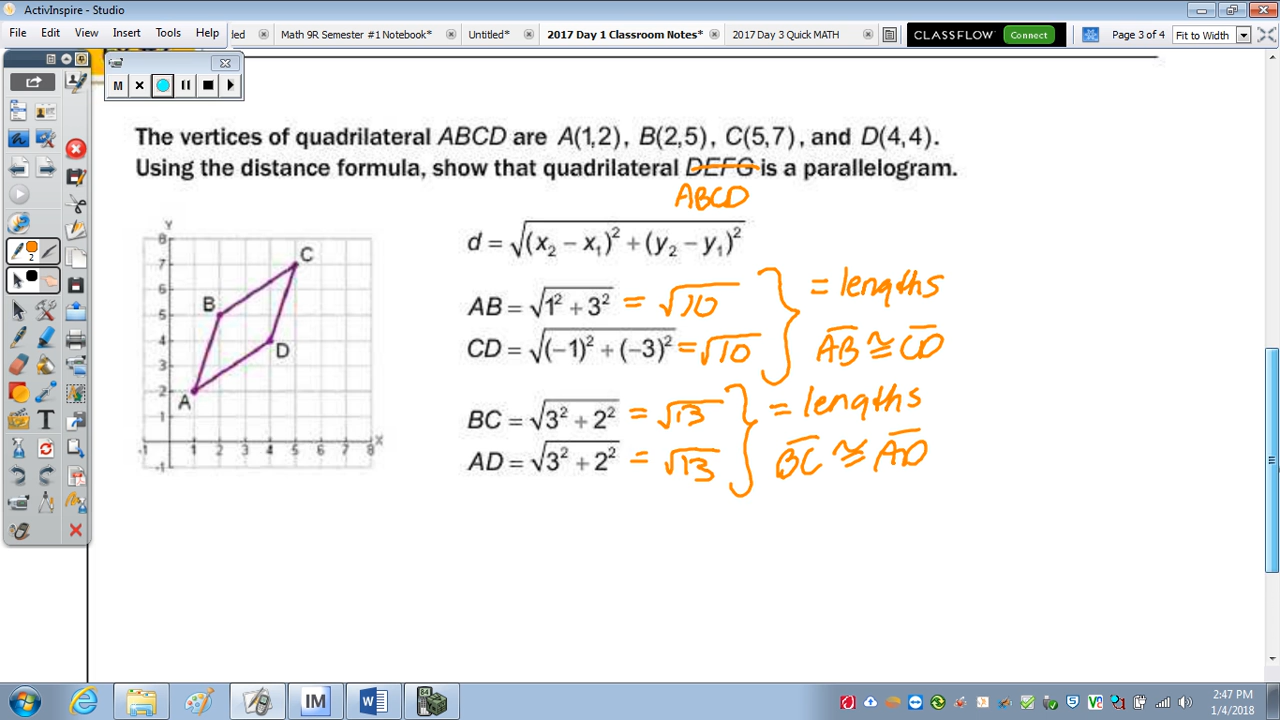 ActivInspire - Studio
File Edit View Insert Tools Help
led Math 9R Semester #1 Notebook* Untitled* 2017 Day 1 Classroom Notes* 2017 Day 3 Quick MATH CLASSFLOW Connect Page 3 of 4 Fit to Width
M
2
T
The vertices of quadrilateral ABCD are A(1,2), B(2,5), C(5,7), and D(4,4).
Using the distance formula, show that quadrilateral DEFG is a parallelogram.
ABCD
d = √(x₂ − x₁)² + (y₂ − y₁)²
AB = √1² + 3² = √10
= lengths
CD = √(−1)² + (−3)² = √10
AB ≅ CD
BC = √3² + 2² = √13
= lengths
AD = √3² + 2² = √13
BC ≅ AD
Y
8
7
6
5
4
3
2
1
-1
-1 1 2 3 4 5 6 7 8 X
C
B
D
A
IM
W
2:47 PM
1/4/2018